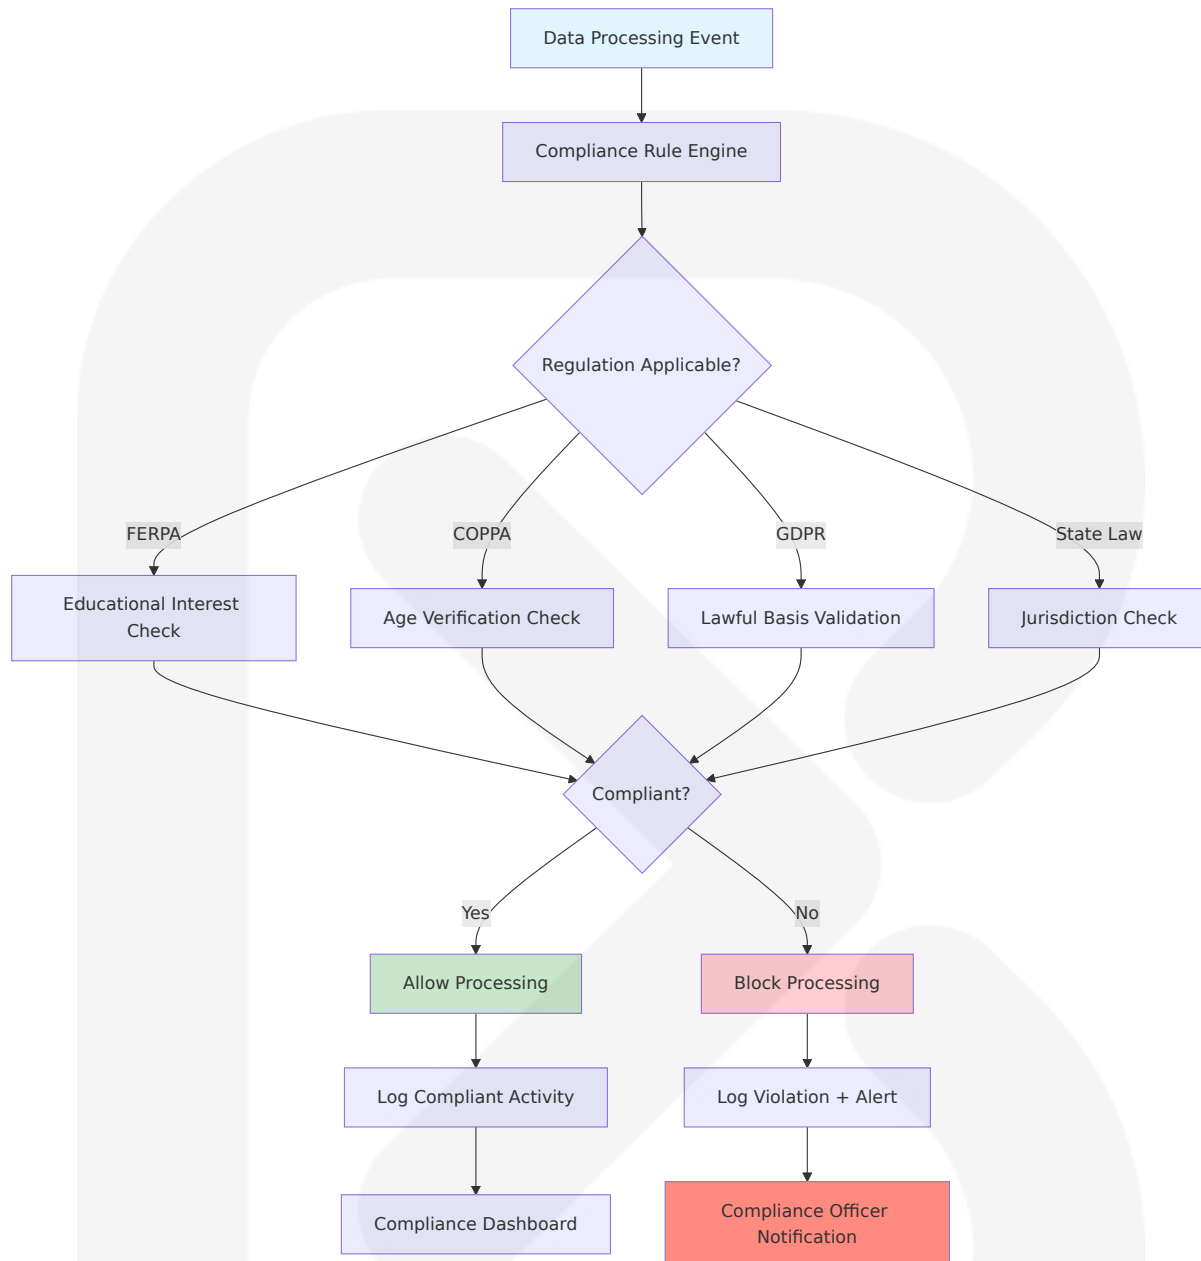 Data Processing Event
Compliance Rule Engine
Regulation Applicable?
FERPA
COPPA
GDPR
State Law
Educational Interest
Check
Age Verification Check
Lawful Basis Validation
Jurisdiction Check
Compliant?
Yes
No
Allow Processing
Block Processing
Log Compliant Activity
Log Violation + Alert
Compliance Dashboard
Compliance Officer
Notification